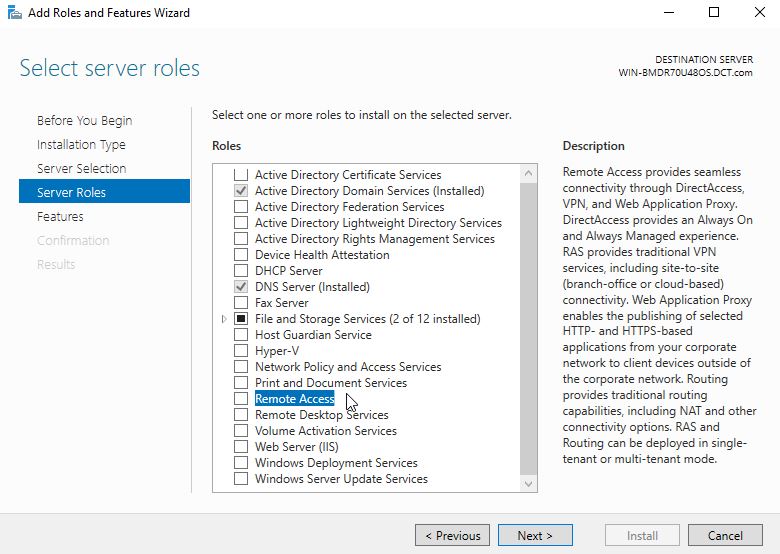 Add Roles and Features Wizard
Select server roles
DESTINATION SERVER
WIN-BMDR70U48OS.DCT.com
Before You Begin
Installation Type
Server Selection
Server Roles
Features
Confirmation
Results
Select one or more roles to install on the selected server.
Roles
Active Directory Certificate Services
Active Directory Domain Services (Installed)
Active Directory Federation Services
Active Directory Lightweight Directory Services
Active Directory Rights Management Services
Device Health Attestation
DHCP Server
DNS Server (Installed)
Fax Server
File and Storage Services (2 of 12 installed)
Host Guardian Service
Hyper-V
Network Policy and Access Services
Print and Document Services
Remote Access
Remote Desktop Services
Volume Activation Services
Web Server (IIS)
Windows Deployment Services
Windows Server Update Services
Description
Remote Access provides seamless
connectivity through DirectAccess,
VPN, and Web Application Proxy.
DirectAccess provides an Always On
and Always Managed experience.
RAS provides traditional VPN
services, including site-to-site
(branch-office or cloud-based)
connectivity. Web Application Proxy
enables the publishing of selected
HTTP- and HTTPS-based
applications from your corporate
network to client devices outside of
the corporate network. Routing
provides traditional routing
capabilities, including NAT and other
connectivity options. RAS and
Routing can be deployed in single-
tenant or multi-tenant mode.
< Previous
Next >
Install
Cancel